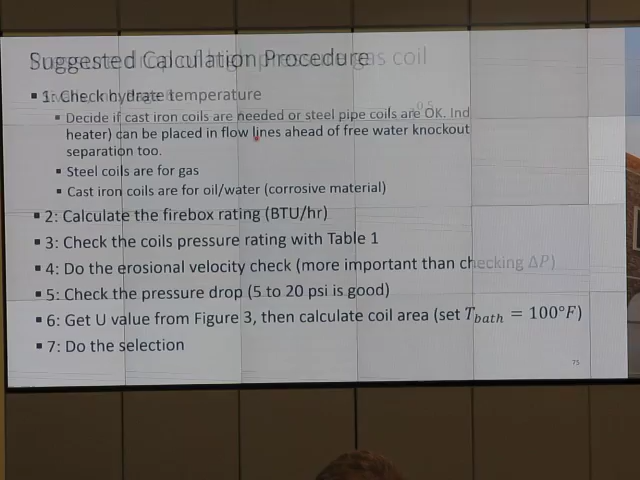 Suggested Calculation Procedure
gas coil
▪ 1: Check hydrate temperature
▪ Decide if cast iron coils are needed or steel pipe coils are OK. Ind
heater) can be placed in flow lines ahead of free water knockout
separation too.
▪ Steel coils are for gas
▪ Cast iron coils are for oil/water (corrosive material)
▪ 2: Calculate the firebox rating (BTU/hr)
▪ 3: Check the coils pressure rating with Table 1
▪ 4: Do the erosional velocity check (more important than checking ΔP)
▪ 5: Check the pressure drop (5 to 20 psi is good)
▪ 6: Get U value from Figure 3, then calculate coil area (set T_bath = 100°F)
▪ 7: Do the selection
75